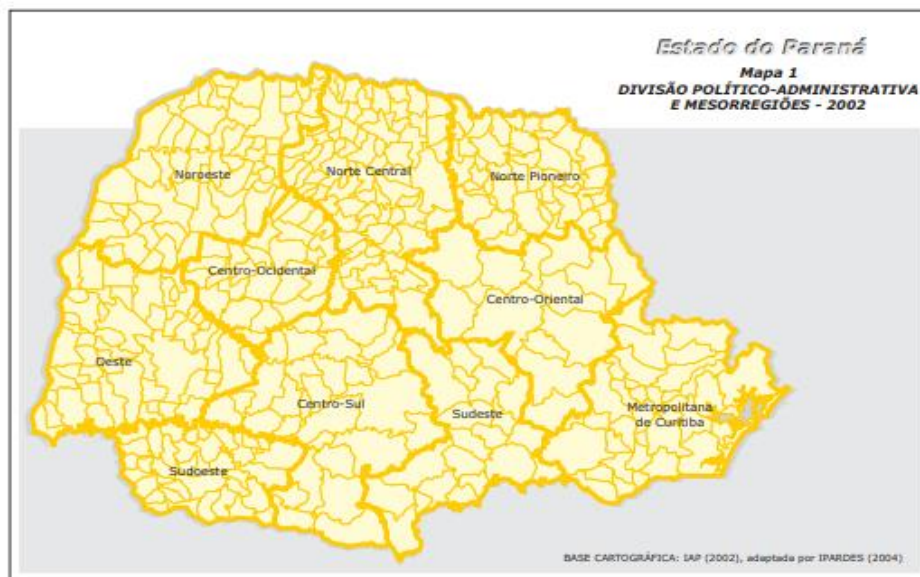 Estado do Paraná
Mapa 1
DIVISÃO POLÍTICO-ADMINISTRATIVA
E MESORREGIÕES - 2002
Noroeste
Norte Central
Norte Pioneiro
Centro-Ocidental
Centro-Oriental
Oeste
Centro-Sul
Sudeste
Metropolitana
de Curitiba
Sudoeste
BASE CARTOGRÁFICA: IAP (2002), adaptada por IPARDES (2004)